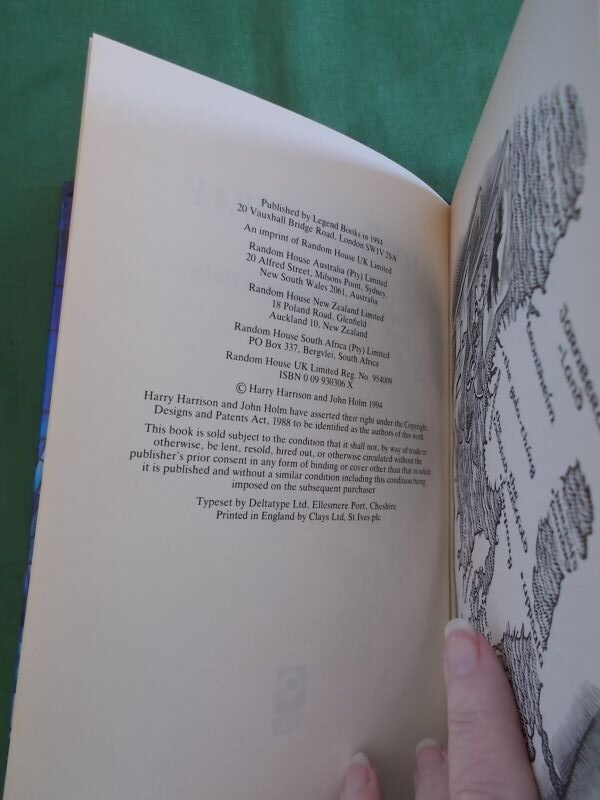 Published by Legend Books in 1994
20 Vauxhall Bridge Road, London SW1V 2SA
An imprint of Random House UK Limited
Random House Australia (Pty) Limited
20 Alfred Street, Milsons Point, Sydney,
New South Wales 2061, Australia
Random House New Zealand Limited
18 Poland Road, Glenfield
Auckland 10, New Zealand
Random House South Africa (Pty) Limited
PO Box 337, Bergvlei, South Africa
Random House UK Limited Reg. No. 954009
ISBN 0 09 930306 X
© Harry Harrison and John Holm 1994
Harry Harrison and John Holm have asserted their right under the Copyright,
Designs and Patents Act, 1988 to be identified as the authors of this work
This book is sold subject to the condition that it shall not, by way of trade or
otherwise, be lent, resold, hired out, or otherwise circulated without the
publisher's prior consent in any form of binding or cover other than that in which
it is published and without a similar condition including this condition being
imposed on the subsequent purchaser
Typeset by Deltatype Ltd, Ellesmere Port, Cheshire
Printed in England by Clays Ltd, St Ives plc